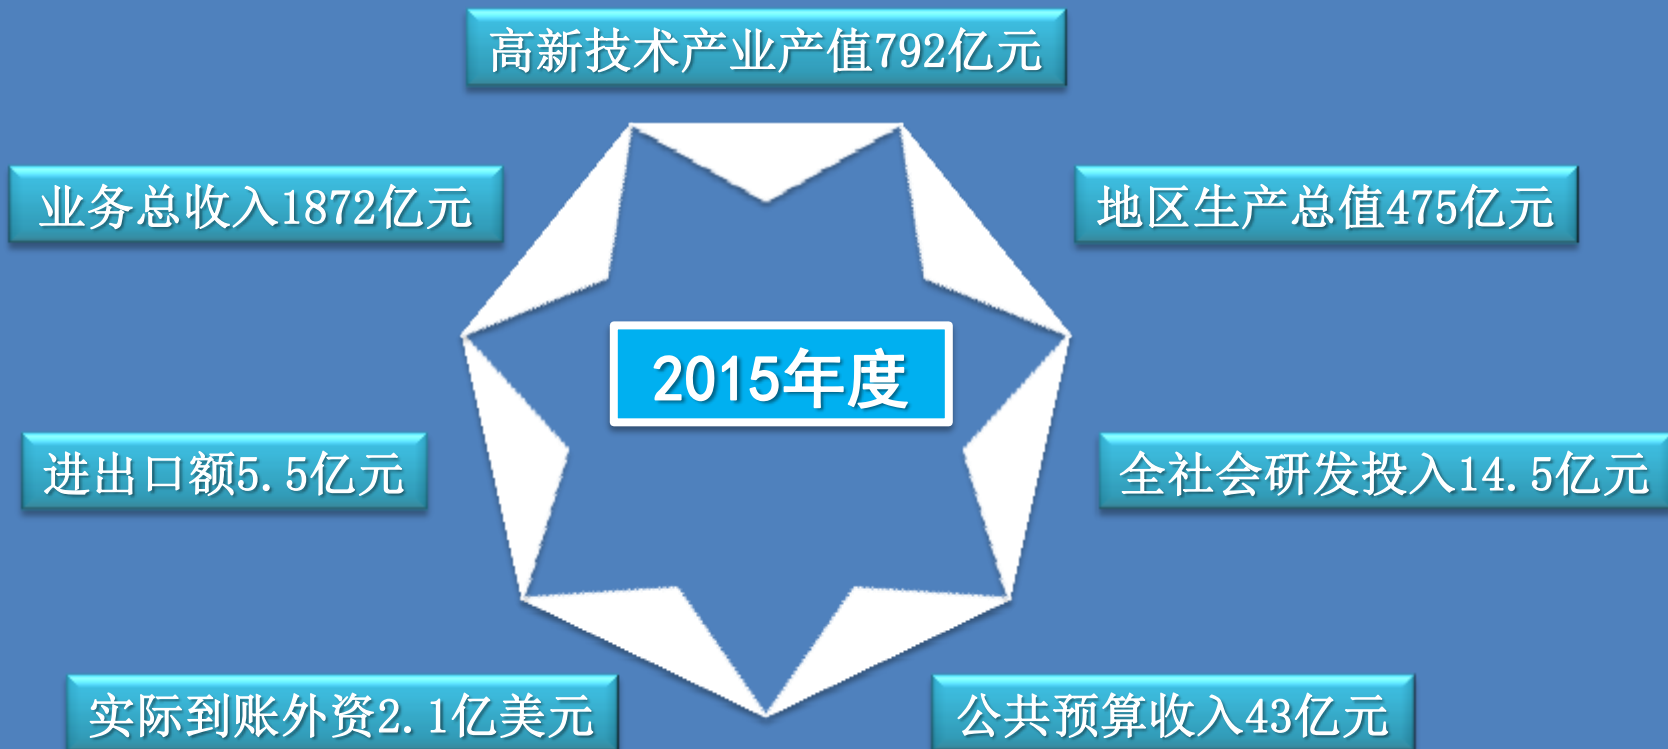 高新技术产业产值792亿元
业务总收入1872亿元
地区生产总值475亿元
2015年度
进出口额5.5亿元
全社会研发投入14.5亿元
实际到账外资2.1亿美元
公共预算收入43亿元